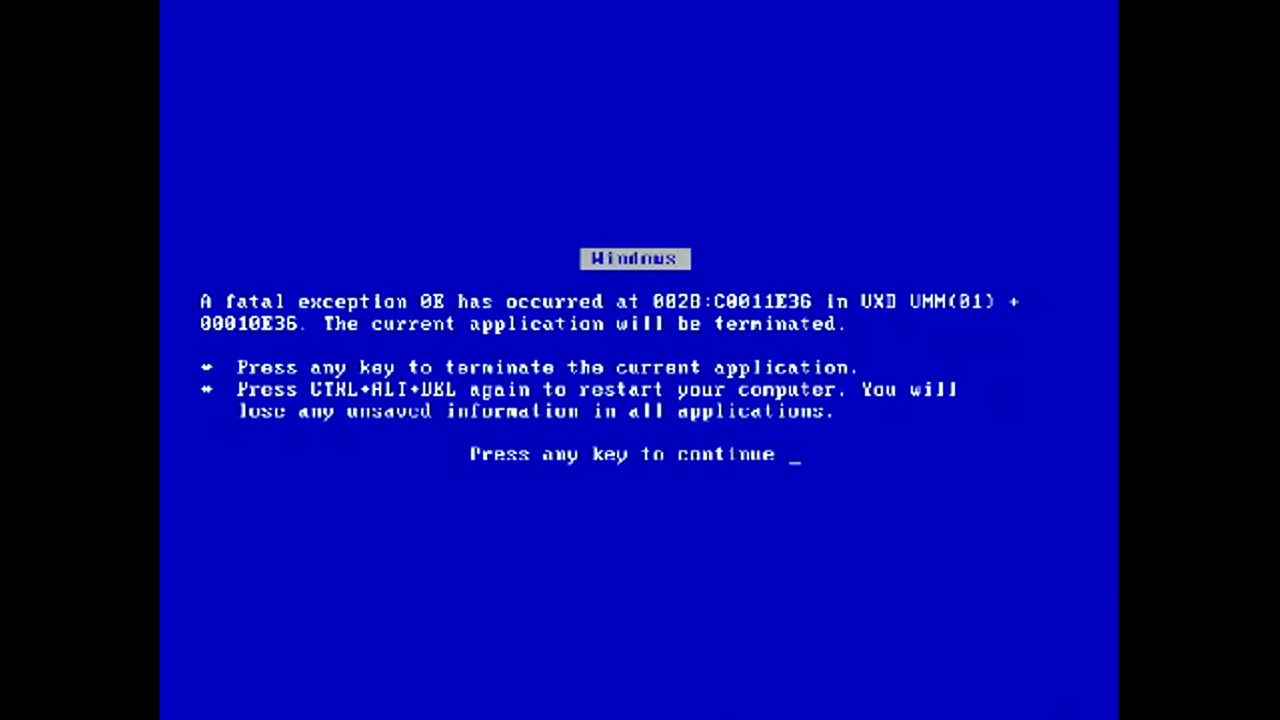 Windows
A fatal exception 0E has occurred at 0028:C0011E36 in VXD VMM(01) +
00010E36. The current application will be terminated.
* Press any key to terminate the current application.
* Press CTRL+ALT+DEL again to restart your computer. You will
lose any unsaved information in all applications.
Press any key to continue _